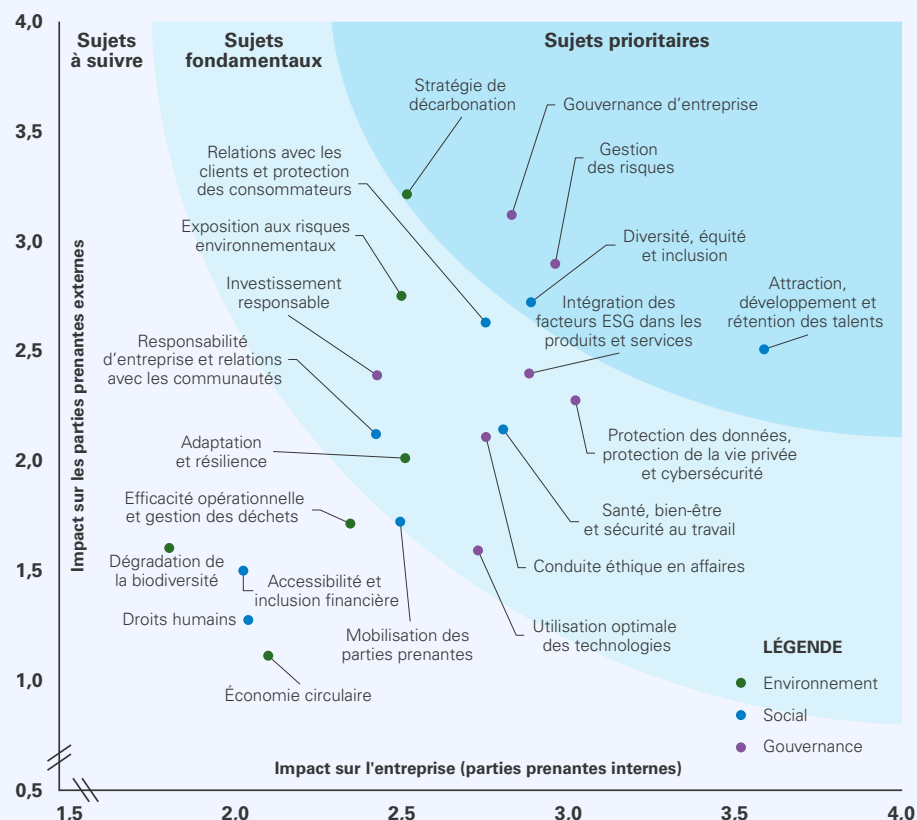 4,0
3,5
3,0
2,5
2,0
1,5
1,0
0,5
Impact sur les parties prenantes externes
Sujets
à suivre
Sujets
fondamentaux
Sujets prioritaires
Stratégie de
décarbonation
Gouvernance d'entreprise
Gestion
des risques
Relations avec les
clients et protection
des consommateurs
Exposition aux risques
environnementaux
Diversité, équité
et inclusion
Investissement
responsable
Intégration des
facteurs ESG dans les
produits et services
Attraction,
développement et
rétention des talents
Responsabilité
d'entreprise et relations
avec les communautés
Adaptation
et résilience
Protection des données,
protection de la vie privée
et cybersécurité
Efficacité opérationnelle
et gestion des déchets
Santé, bien-être
et sécurité au travail
Dégradation de
la biodiversité
Accessibilité et
inclusion financière
Conduite éthique en affaires
Droits humains
Mobilisation des
parties prenantes
Utilisation optimale
des technologies
Économie circulaire
LÉGENDE
Environnement
Social
Gouvernance
Impact sur l'entreprise (parties prenantes internes)
1,5
2,0
2,5
3,0
3,5
4,0